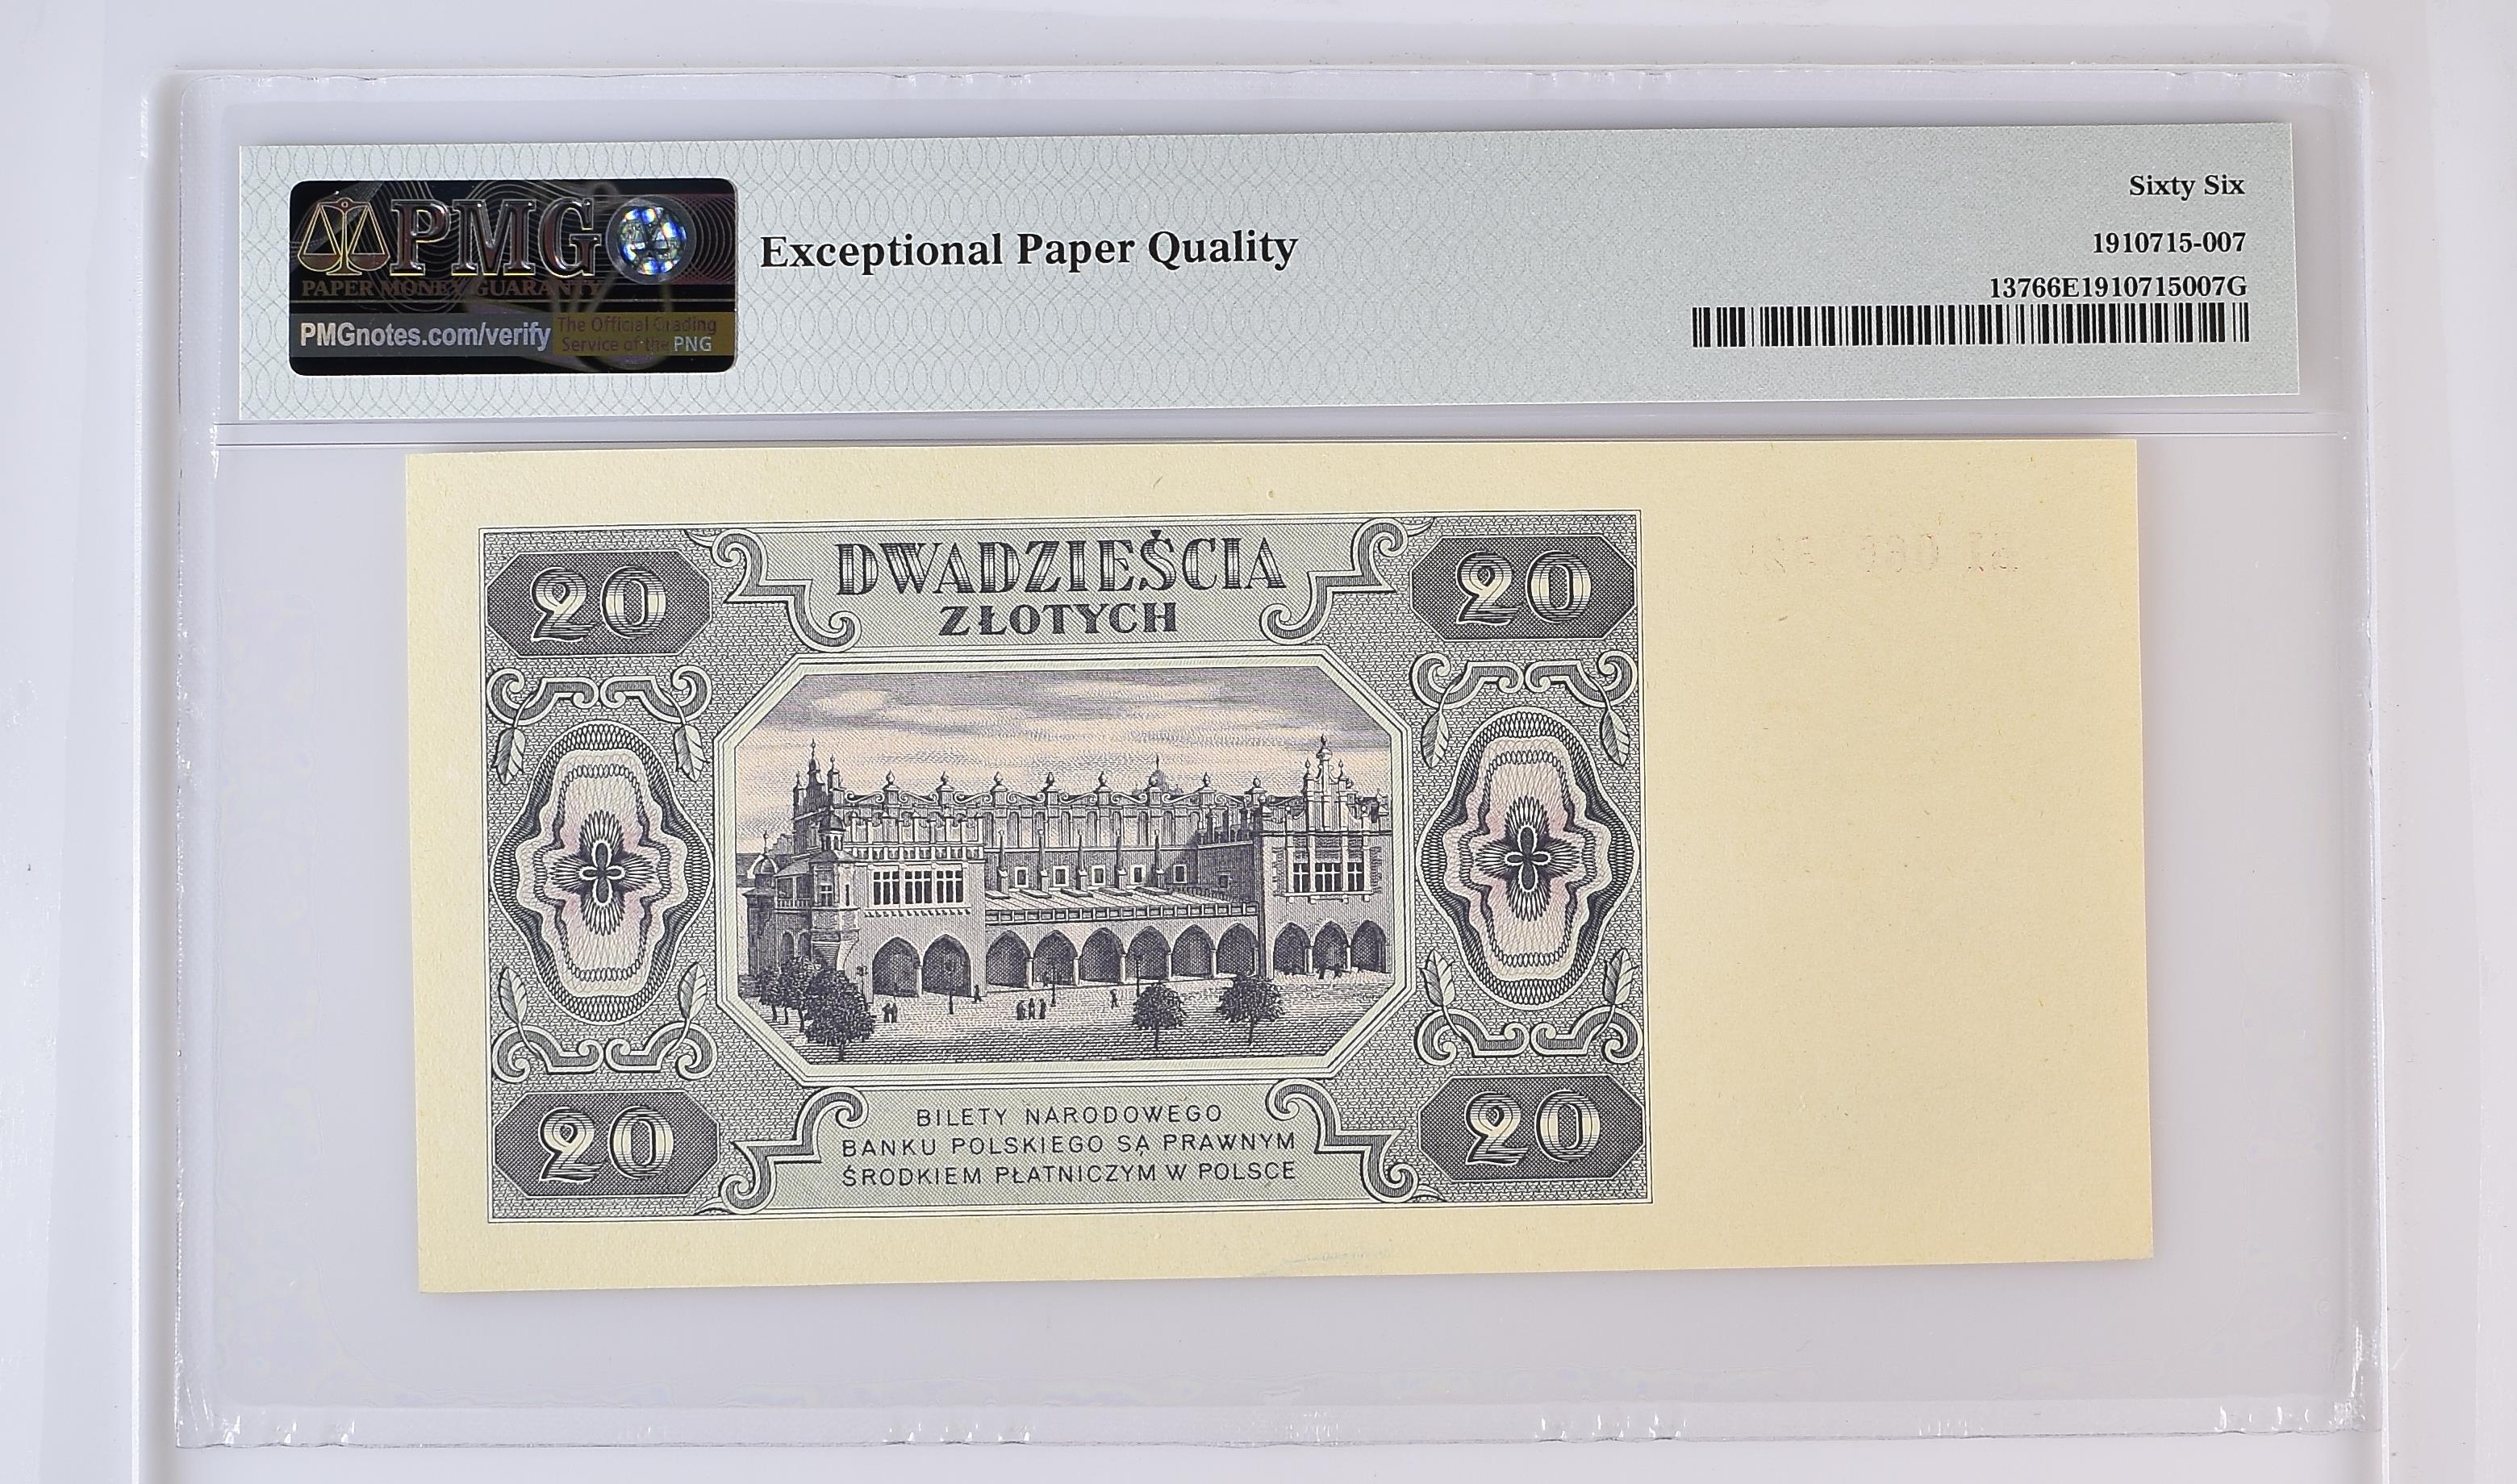 PMG
PAPER MONEY GUARANTY
PMGnotes.com/verify
The Official Grading
Service of the PNG
Exceptional Paper Quality
Sixty Six
1910715-007
13766E1910715007G
20
DWADZIEŚCIA
ZŁOTYCH
20
20
BILETY NARODOWEGO
BANKU POLSKIEGO SĄ PRAWNYM
ŚRODKIEM PŁATNICZYM W POLSCE
20